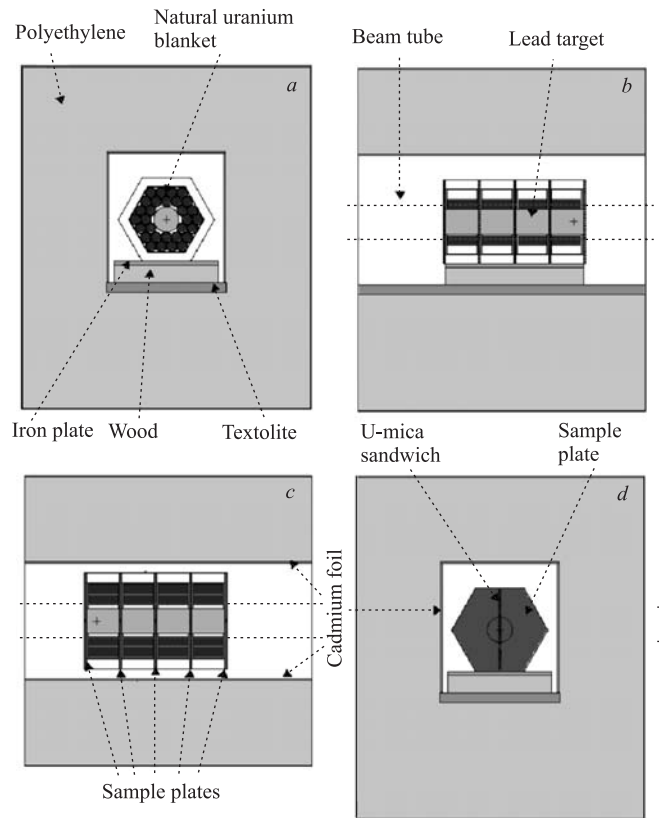 Polyethylene
Natural uranium
blanket
a
Beam tube
Lead target
b
Iron plate
Wood
Textolite
U-mica
sandwich
Sample
plate
c
Cadmium foil
d
Sample plates